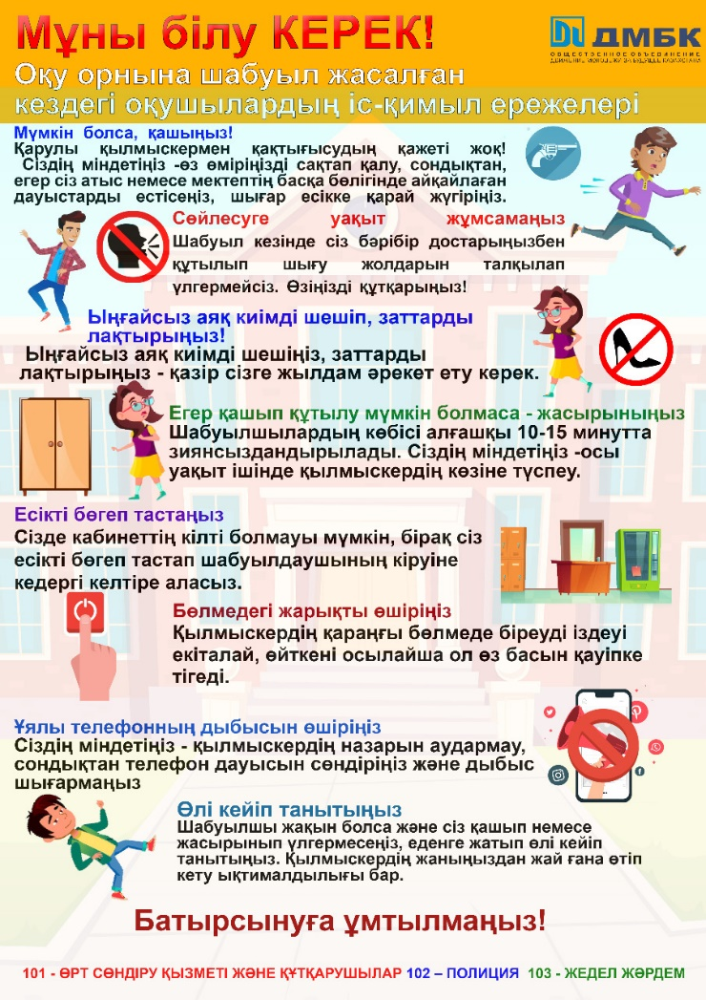 Мұны білу КЕРЕК!
ДМБК
ОБЩЕСТВЕННОЕ ОБЪЕДИНЕНИЕ
ДВИЖЕНИЕ МОЛОДЕЖИ ЗА БУДУЩЕЕ КАЗАХСТАНА
Оқу орнына шабуыл жасалған
кездегі оқушылардың іс-қимыл ережелері
Мүмкін болса, қашыңыз!
Қарулы қылмыскермен қақтығысудың қажеті жоқ!
Сіздің міндетіңіз -өз өміріңізді сақтап қалу, сондықтан,
егер сіз атыс немесе мектептің басқа бөлігінде айқайлаған
дауыстарды естісеңіз, шығар есікке қарай жүгіріңіз.
Сөйлесуге уақыт жұмсамаңыз
Шабуыл кезінде сіз бәрібір достарыңызбен
құтылып шығу жолдарын талқылап
үлгермейсіз. Өзіңізді құтқарыңыз!
Ыңғайсыз аяқ киімді шешіп, заттарды
лақтырыңыз!
Ыңғайсыз аяқ киімді шешіңіз, заттарды
лақтырыңыз - қазір сізге жылдам әрекет ету керек.
Егер қашып құтылу мүмкін болмаса - жасырыныңыз
Шабуылшылардың көбісі алғашқы 10-15 минутта
зиянсыздандырылады. Сіздің міндетіңіз -осы
уақыт ішінде қылмыскердің көзіне түспеу.
Есікті бөгеп тастаңыз
Сізде кабинеттің кілті болмауы мүмкін, бірақ сіз
есікті бөгеп тастап шабуылдаушының кіруіне
кедергі келтіре аласыз.
Бөлмедегі жарықты өшіріңіз
Қылмыскердің қараңғы бөлмеде біреуді іздеуі
екіталай, өйткені осылайша ол өз басын қауіпке
тігеді.
Ұялы телефонның дыбысын өшіріңіз
Сіздің міндетіңіз - қылмыскердің назарын аудармау,
сондықтан телефон дауысын сөндіріңіз және дыбыс
шығармаңыз
Өлі кейіп танытыңыз
Шабуылшы жақын болса және сіз қашып немесе
жасырынып үлгермесеңіз, еденге жатып өлі кейіп
танытыңыз. Қылмыскердің жаныңыздан жай ғана өтіп
кету ықтималдылығы бар.
Батырсынуға ұмтылмаңыз!
101 - ӨРТ СӨНДІРУ ҚЫЗМЕТІ ЖӘНЕ ҚҰТҚАРУШЫЛАР 102 – ПОЛИЦИЯ 103 - ЖЕДЕЛ ЖӘРДЕМ